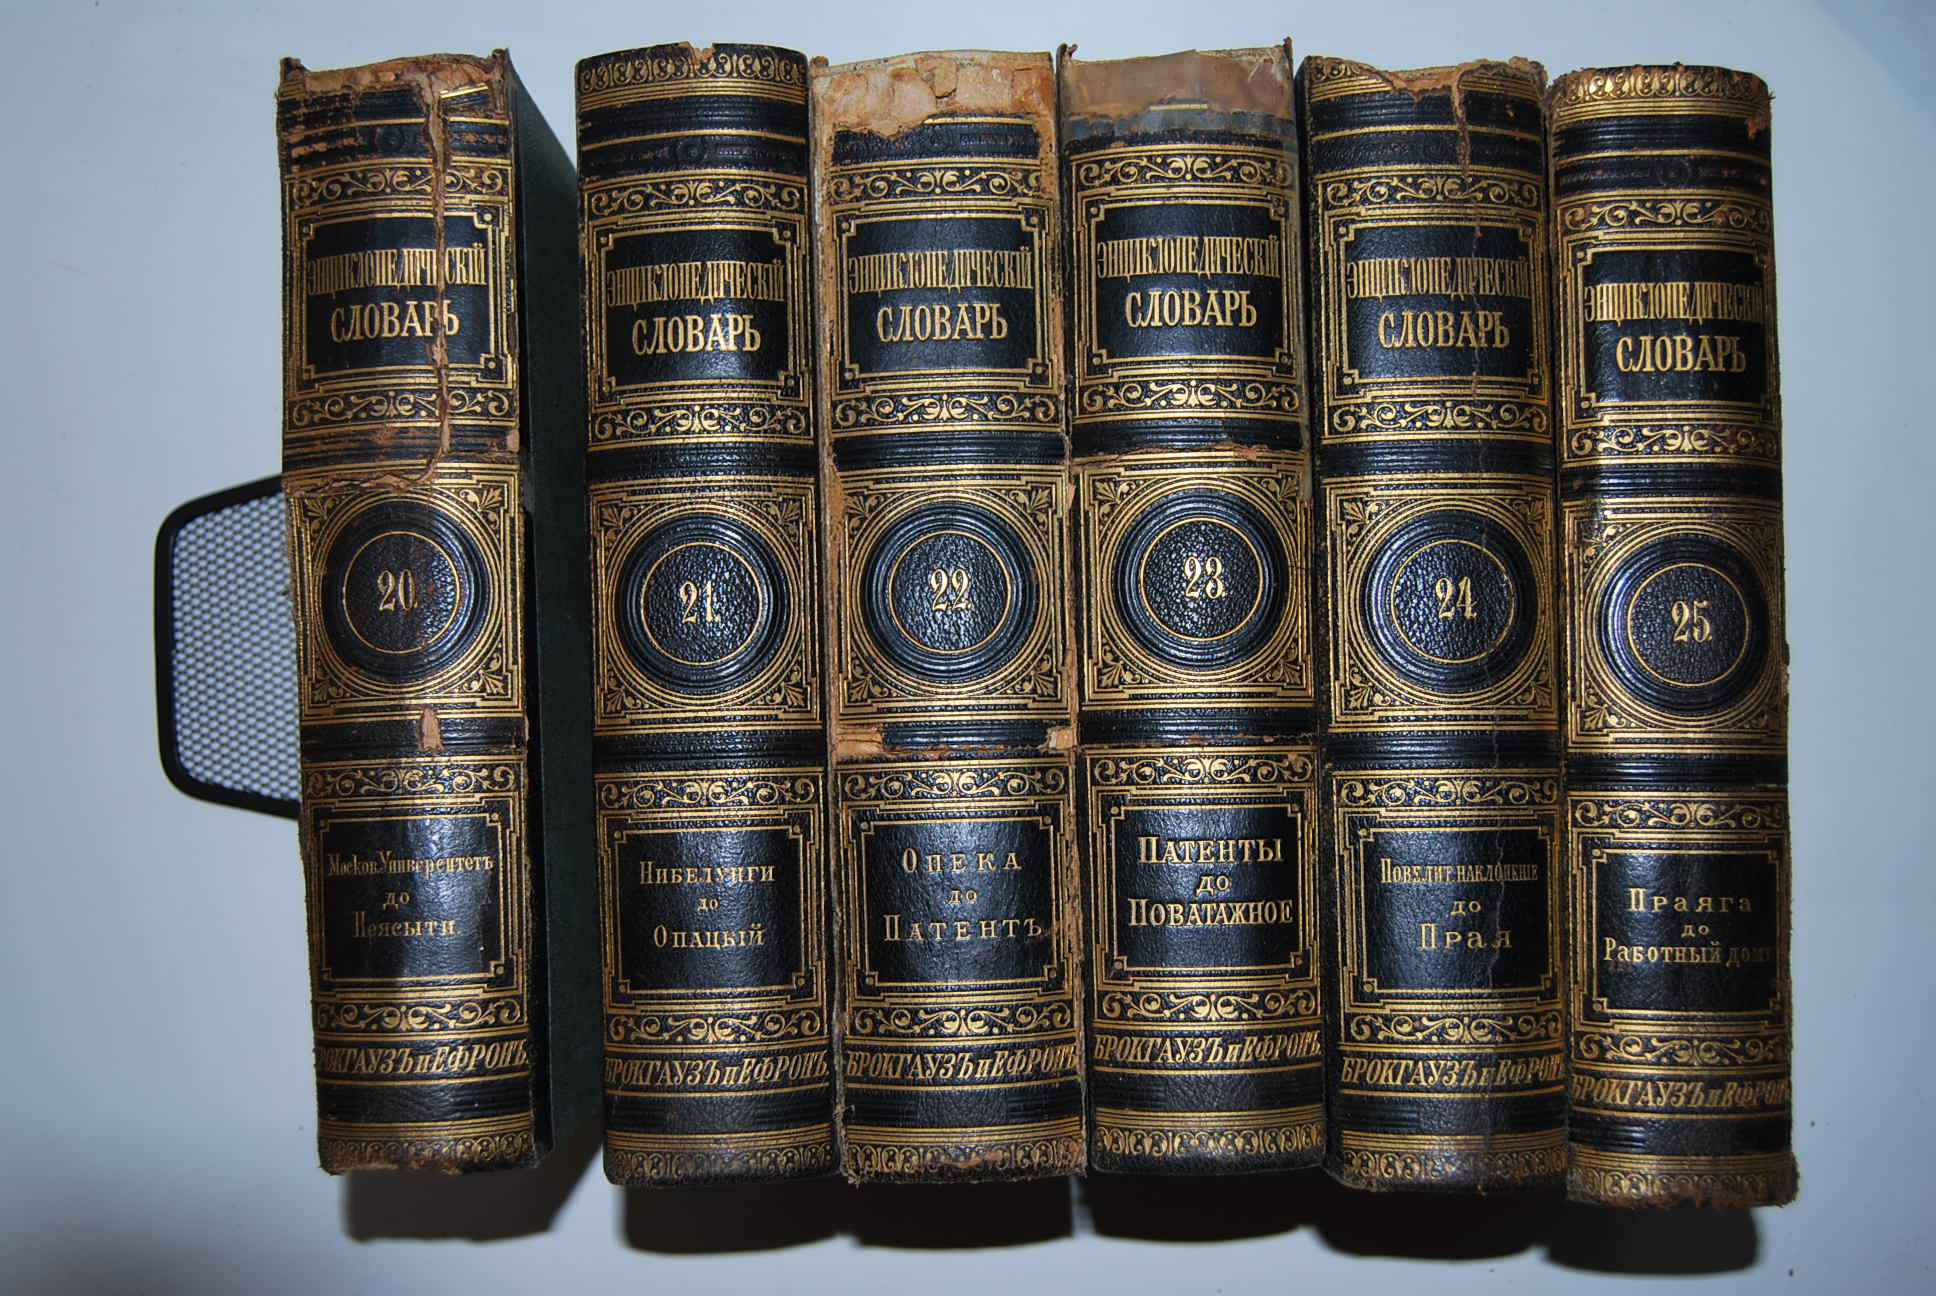 ЭНЦИКЛОПЕДИЧЕСКІЙ
СЛОВАРЬ
20.
Москов. Университетъ
до
Неясыти
БРОКГАУЗЪ и ЕФРОНЪ.
ЭНЦИКЛОПЕДИЧЕСКІЙ
СЛОВАРЬ
21.
Нибелунги
до
Опацкій
БРОКГАУЗЪ и ЕФРОНЪ.
ЭНЦИКЛОПЕДИЧЕСКІЙ
СЛОВАРЬ
22.
Опека
до
Патентъ
БРОКГАУЗЪ и ЕФРОНЪ.
ЭНЦИКЛОПЕДИЧЕСКІЙ
СЛОВАРЬ
23.
Патенты
до
Поватажное
БРОКГАУЗЪ и ЕФРОНЪ.
ЭНЦИКЛОПЕДИЧЕСКІЙ
СЛОВАРЬ
24.
Повелит. наклонение
до
Прая
БРОКГАУЗЪ и ЕФРОНЪ
ЭНЦИКЛОПЕДИЧЕСКІЙ
СЛОВАРЬ
25.
Праяга
до
Работный домъ
БРОКГАУЗЪ и ЕФРОНЪ